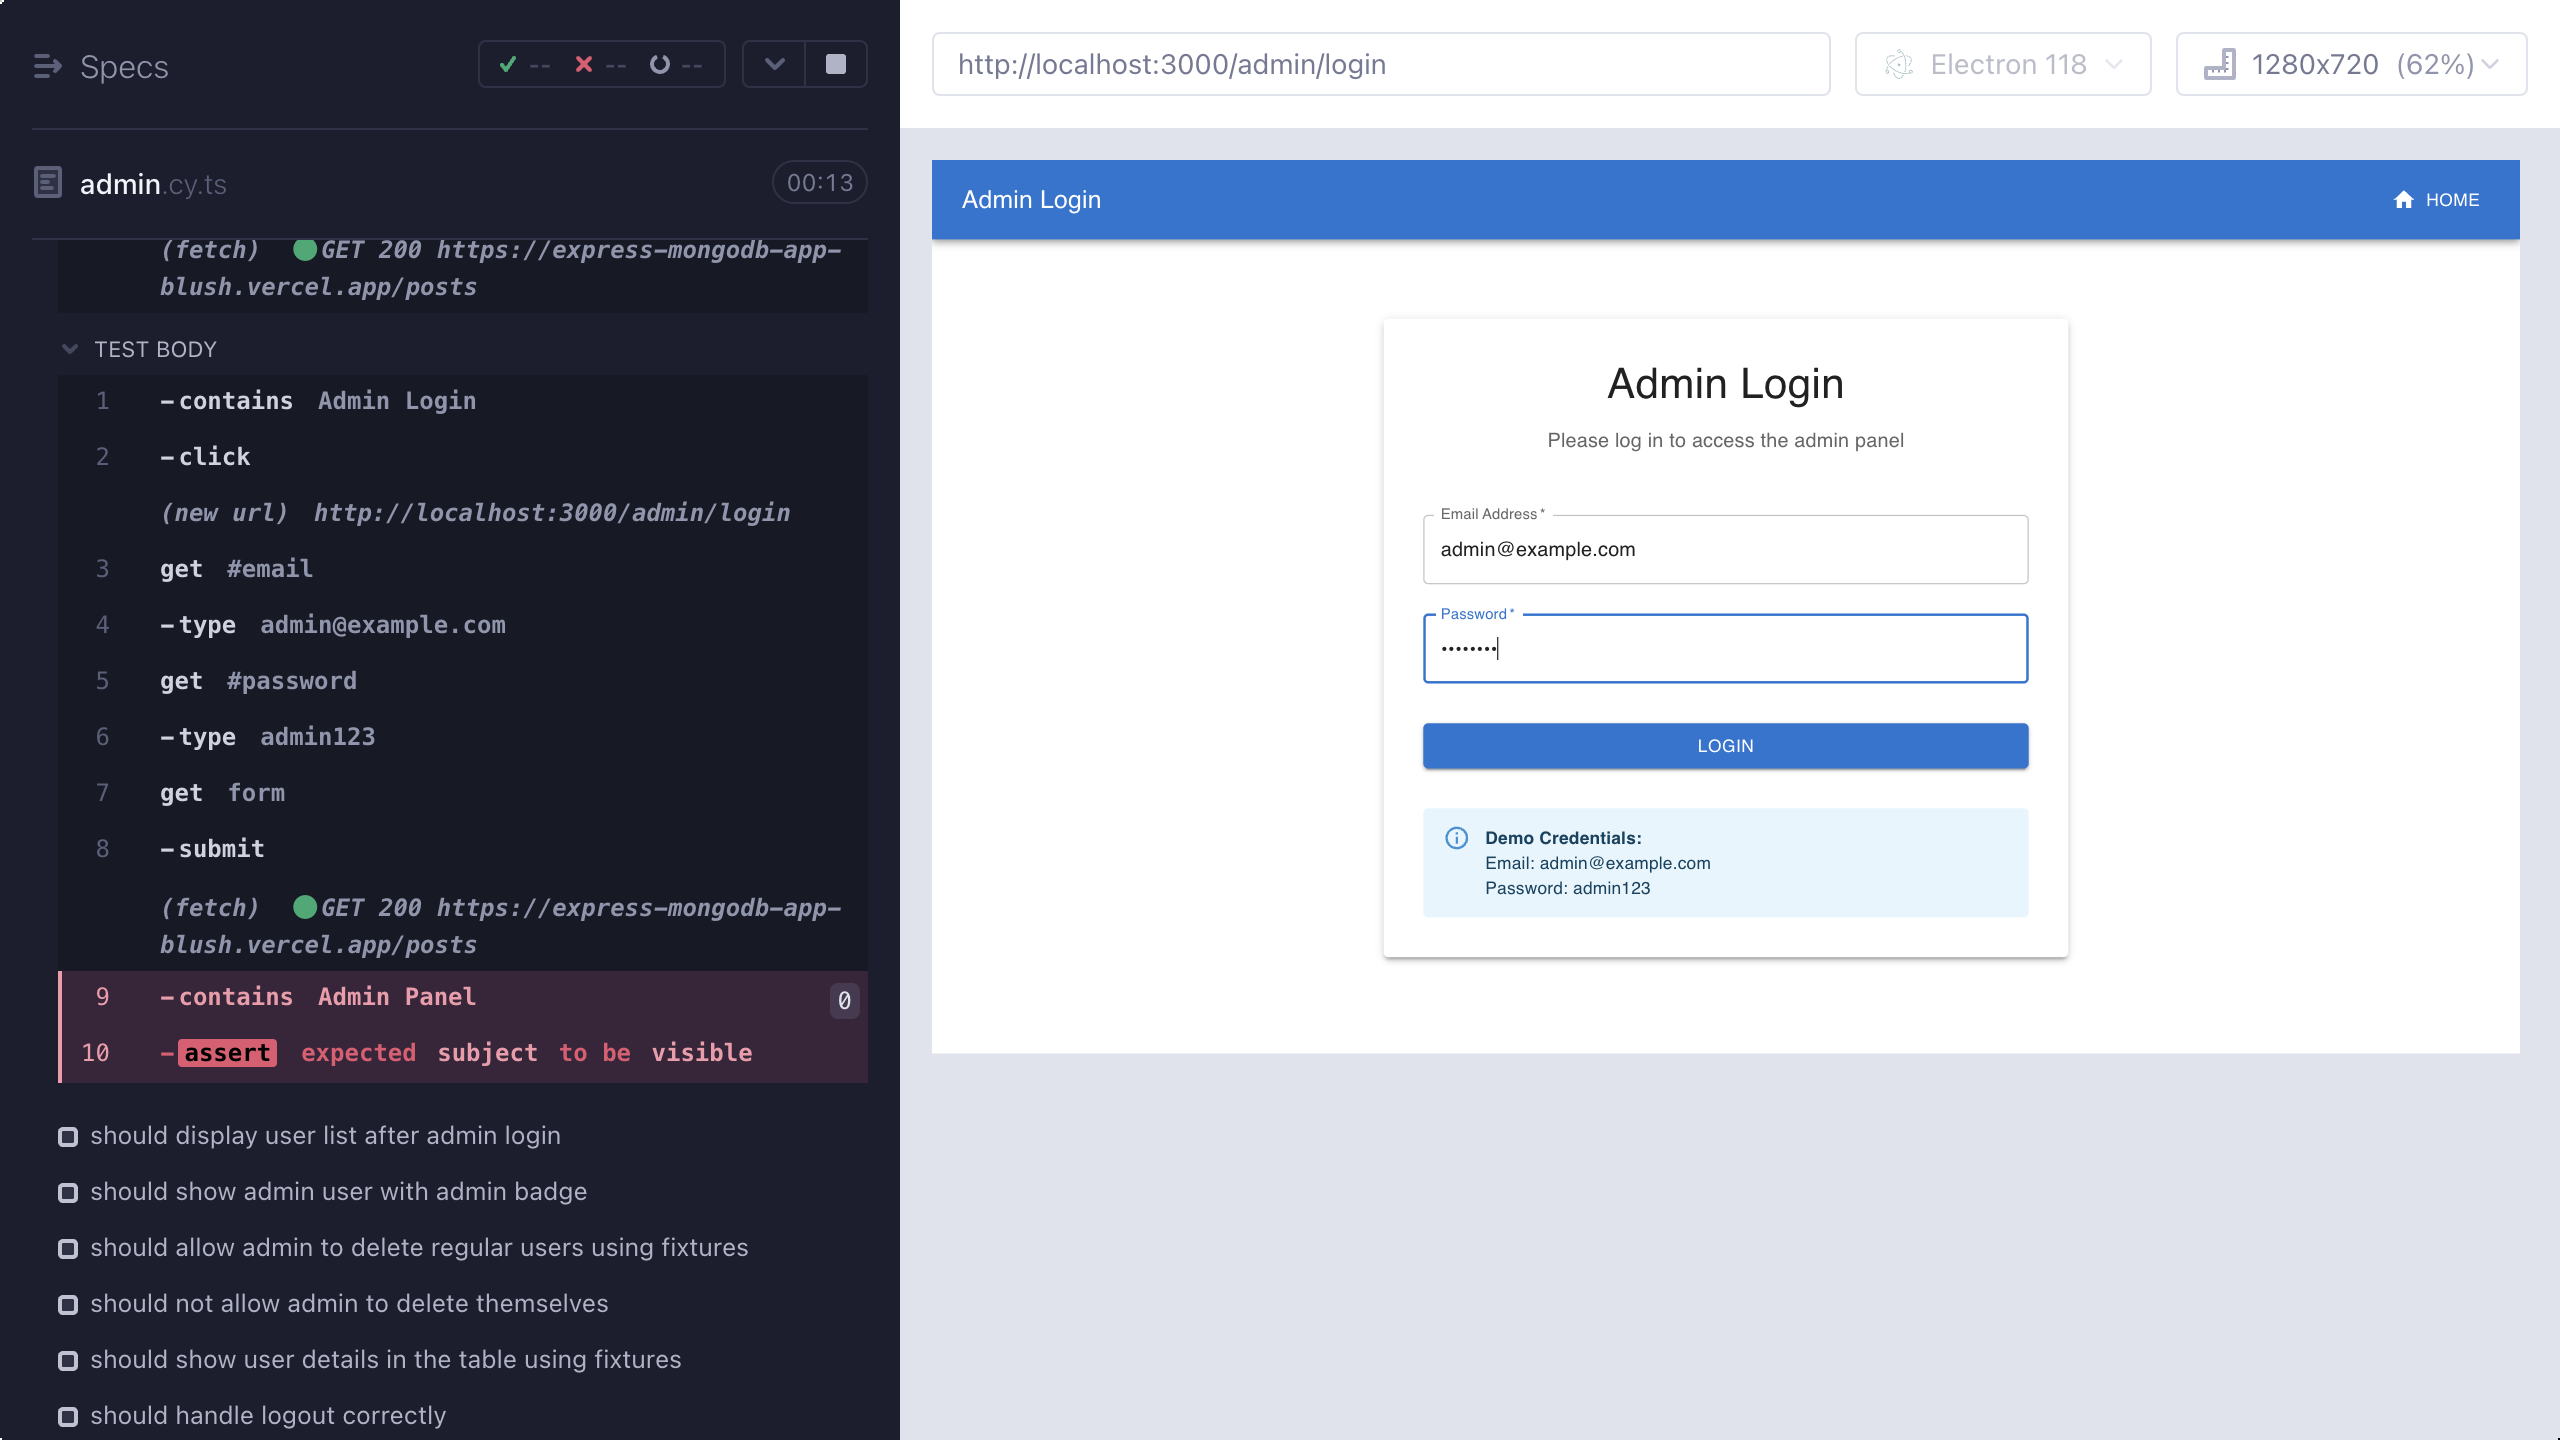 Specs
-- -- --
admin.cy.ts 00:13
(fetch) GET 200 https://express-mongodb-app-
blush.vercel.app/posts
TEST BODY
1 -contains Admin Login
2 -click
(new url) http://localhost:3000/admin/login
3 get #email
4 -type admin@example.com
5 get #password
6 -type admin123
7 get form
8 -submit
(fetch) GET 200 https://express-mongodb-app-
blush.vercel.app/posts
9 -contains Admin Panel 0
10 -assert expected subject to be visible
should display user list after admin login
should show admin user with admin badge
should allow admin to delete regular users using fixtures
should not allow admin to delete themselves
should show user details in the table using fixtures
should handle logout correctly
http://localhost:3000/admin/login
Electron 118
1280x720 (62%)
Admin Login
HOME
Admin Login
Please log in to access the admin panel
Email Address *
admin@example.com
Password *
••••••••
LOGIN
Demo Credentials:
Email: admin@example.com
Password: admin123